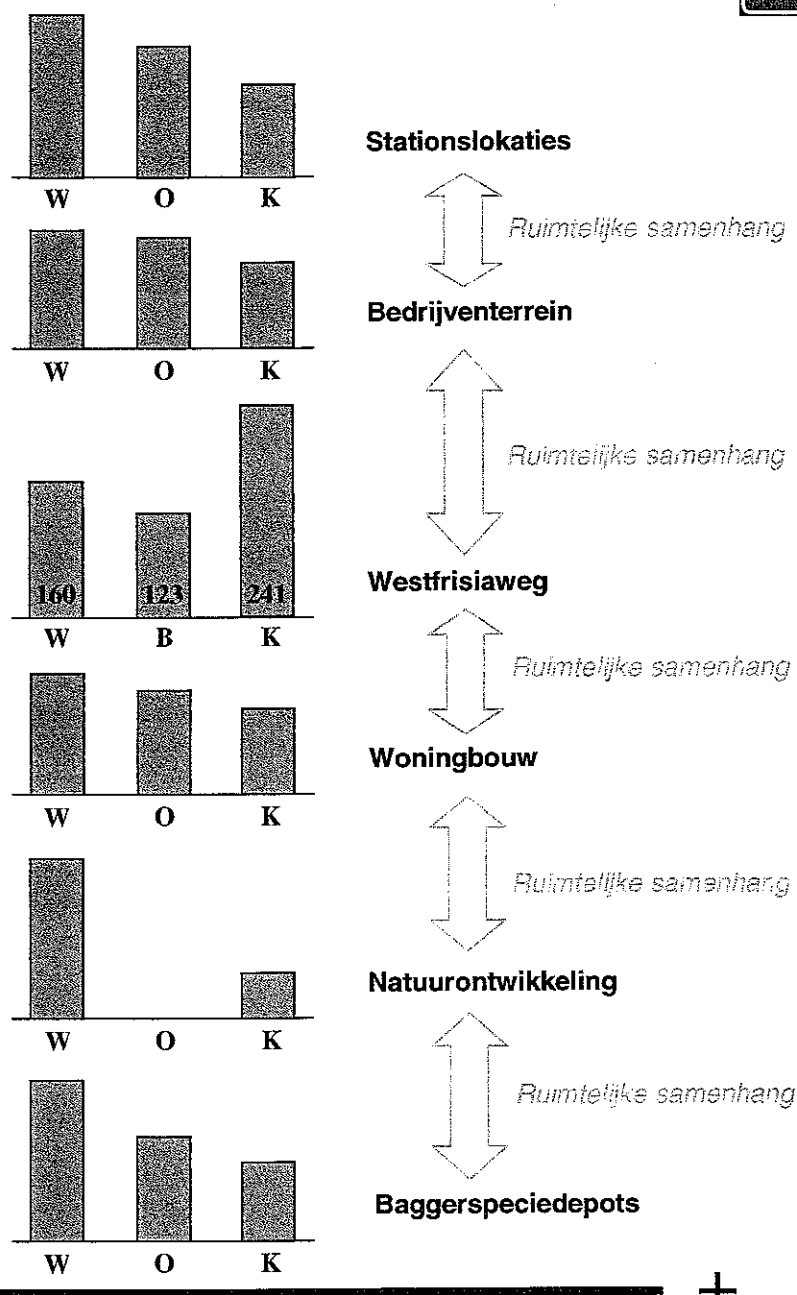 W O K
Stationslokaties
Ruimtelijke samenhang
W O K
Bedrijventerrein
Ruimtelijke samenhang
160 123 241
W B K
Westfrisiaweg
Ruimtelijke samenhang
W O K
Woningbouw
Ruimtelijke samenhang
W O K
Natuurontwikkeling
Ruimtelijke samenhang
W O K
Baggerspeciedepots
+